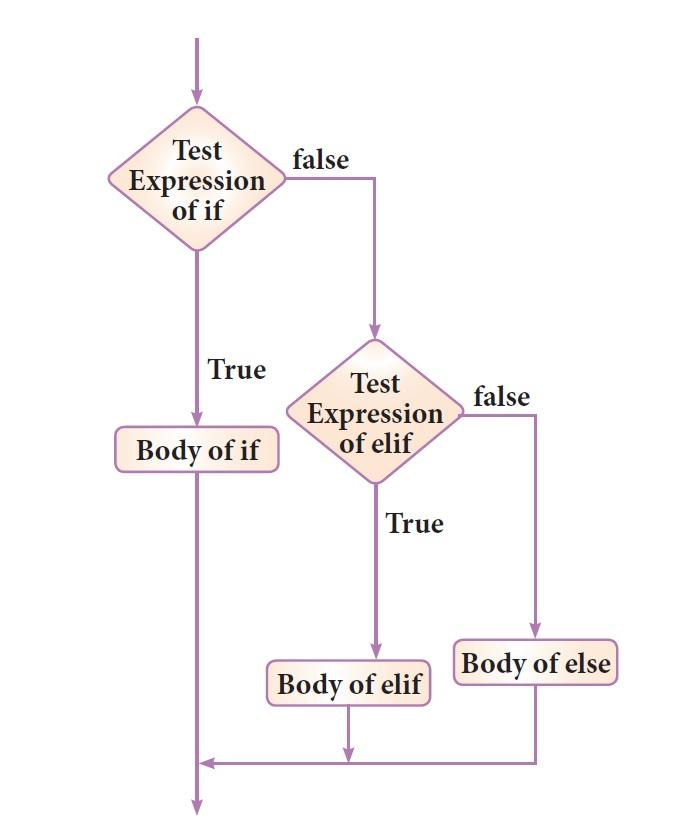 Test
Expression
of if
false
True
Body of if
Test
Expression
of elif
false
True
Body of elif
Body of else